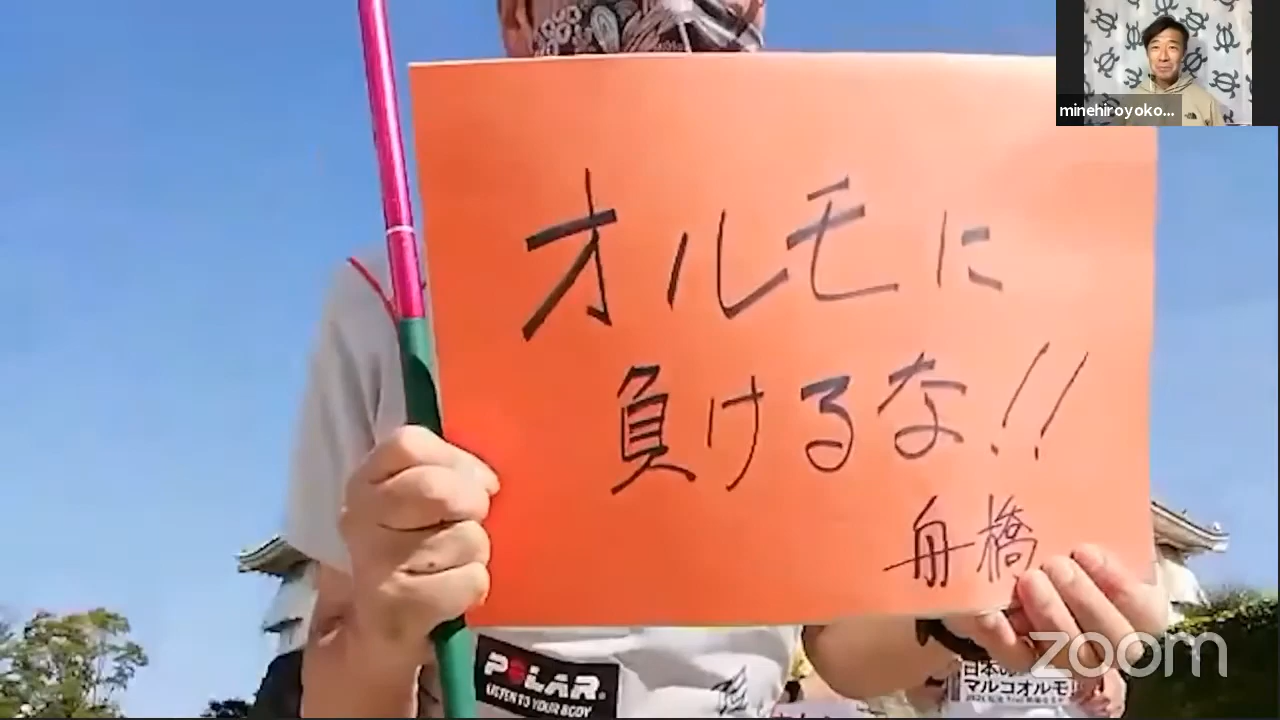 minehiroyoko...
オルモに
負けるな!!
舟橋
POLAR
LISTEN TO YOUR BODY
zoom
マルコオルモ!